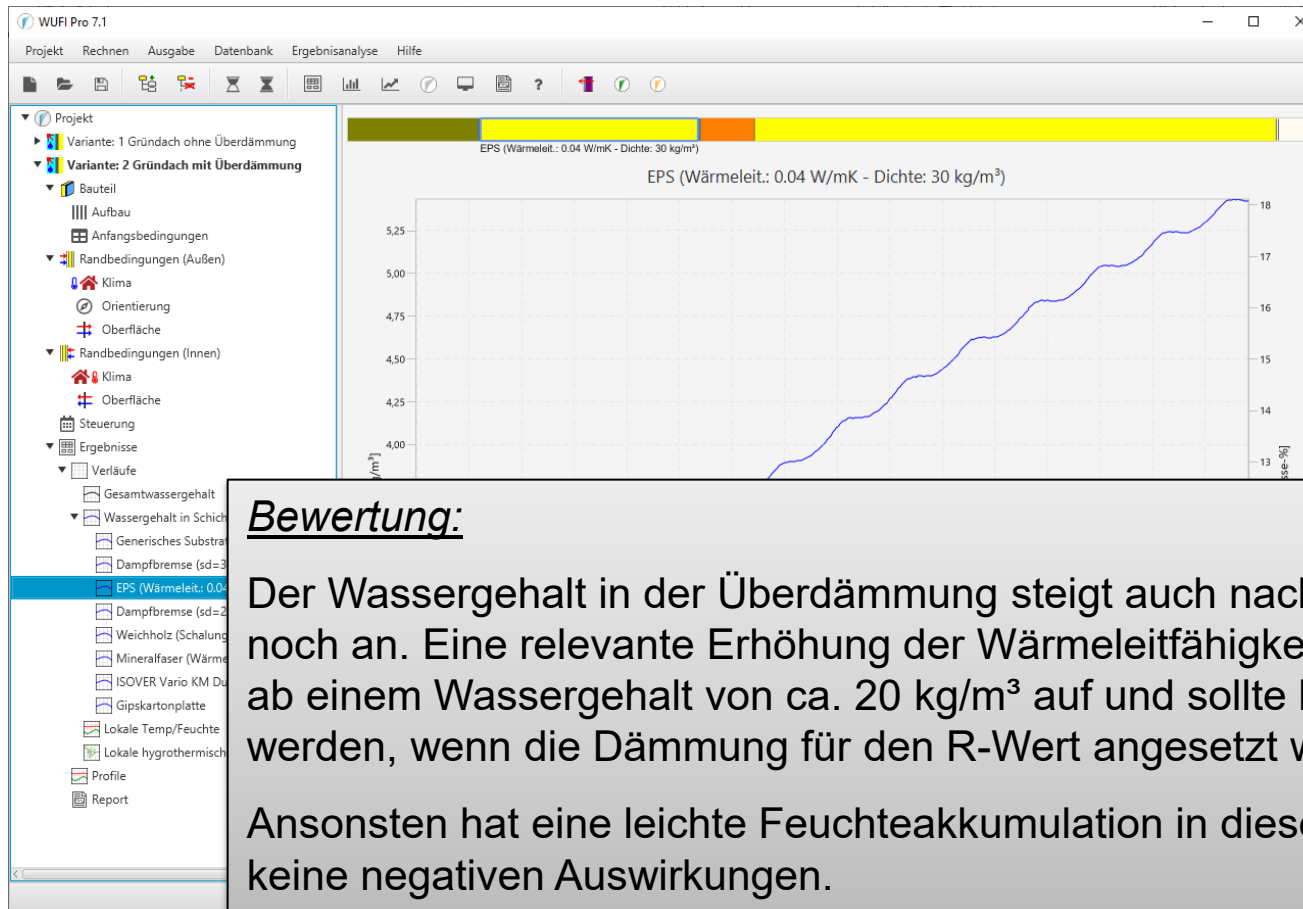 WUFI Pro 7.1
Projekt Rechnen Ausgabe Datenbank Ergebnisanalyse Hilfe
?
Projekt
Variante: 1 Gründach ohne Überdämmung
Variante: 2 Gründach mit Überdämmung
Bauteil
Aufbau
Anfangsbedingungen
Randbedingungen (Außen)
Klima
Orientierung
Oberfläche
Randbedingungen (Innen)
Klima
Oberfläche
Steuerung
Ergebnisse
Verläufe
Gesamtwassergehalt
Wassergehalt in Schich
Generisches Substrat
Dampfbremse (sd=3
EPS (Wärmeleit.: 0.04
Dampfbremse (sd=2
Weichholz (Schalung
Mineralfaser (Wärme
ISOVER Vario KM Du
Gipskartonplatte
Lokale Temp/Feuchte
Lokale hygrothermisch
Profile
Report
EPS (Wärmeleit.: 0.04 W/mK - Dichte: 30 kg/m³)
EPS (Wärmeleit.: 0.04 W/mK - Dichte: 30 kg/m³)
5,25
5,00
4,75
4,50
4,25
4,00
18
17
16
15
14
13
g/m³]
sse-%]
Bewertung:
Der Wassergehalt in der Überdämmung steigt auch nach
noch an. Eine relevante Erhöhung der Wärmeleitfähigke
ab einem Wassergehalt von ca. 20 kg/m³ auf und sollte
werden, wenn die Dämmung für den R-Wert angesetzt
Ansonsten hat eine leichte Feuchteakkumulation in diese
keine negativen Auswirkungen.